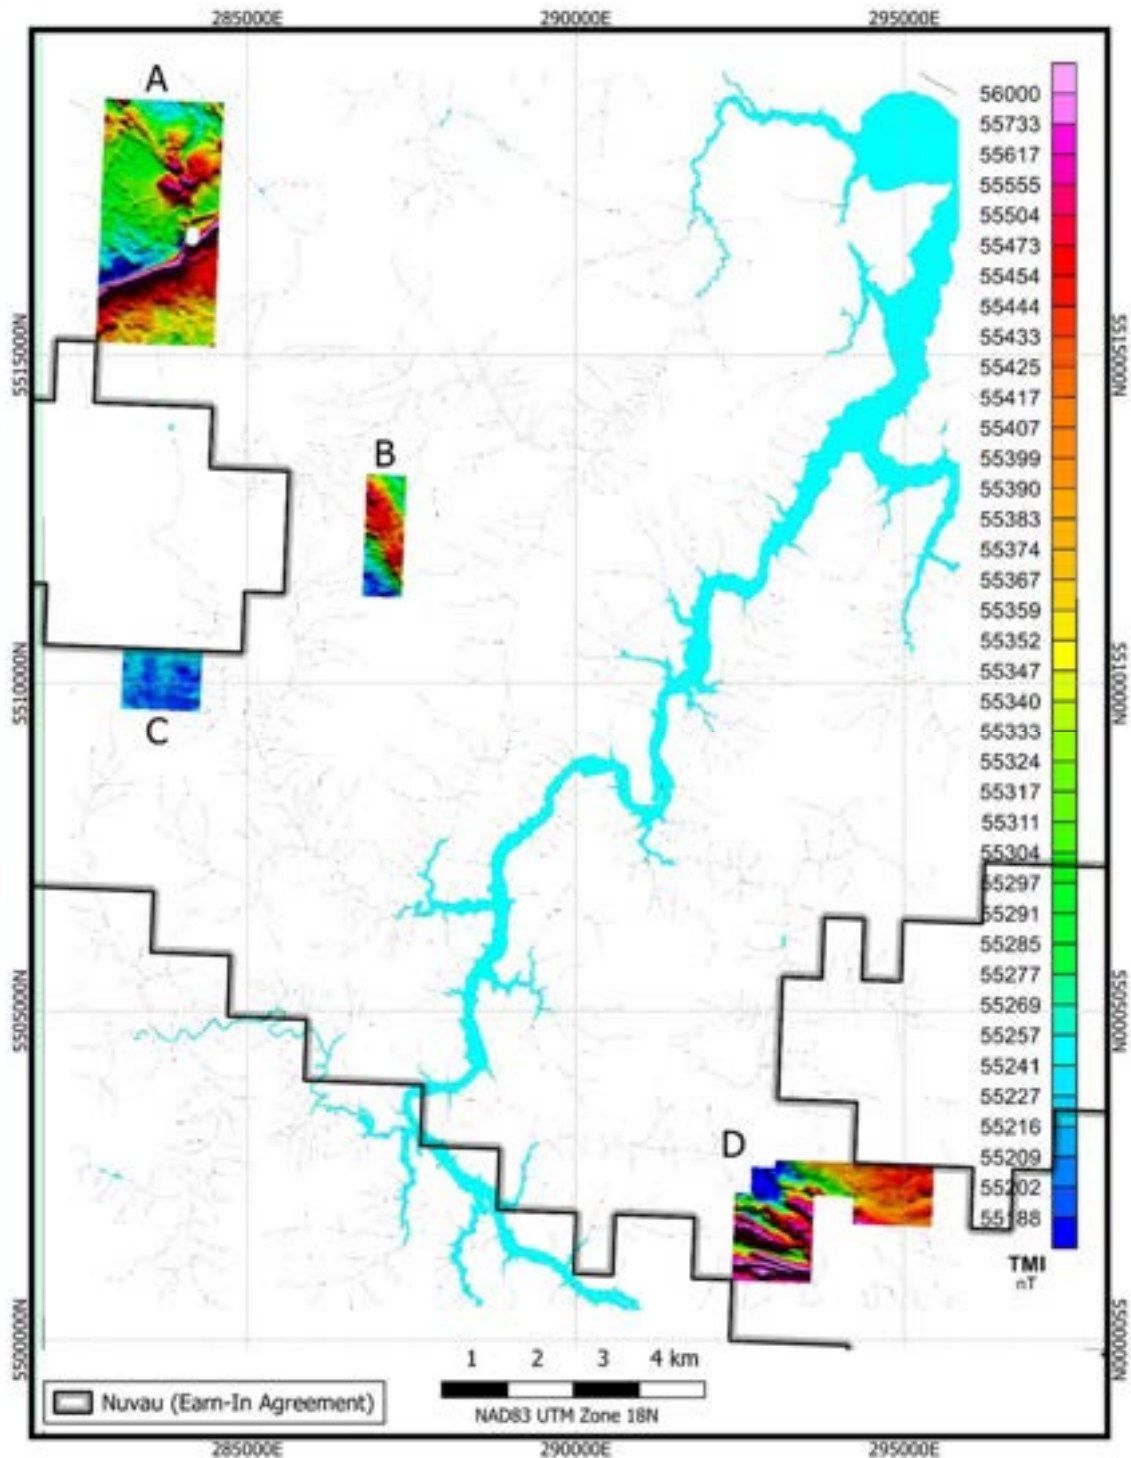 285000E 290000E 295000E
A
56000
55733
55617
55555
55504
55473
55454
55444
55433
55425
55417
55407
55399
55390
55383
55374
55367
55359
55352
55347
55340
55333
55324
55317
55311
55304
55297
55291
55285
55277
55269
55257
55241
55227
55216
55209
55202
55188
TMI
nT
5515000N 5515000N
B
5510000N 5510000N
C
5505000N 5505000N
D
5500000N 5500000N
1 2 3 4 km
NAD83 UTM Zone 18N
Nuvau (Earn-In Agreement)
285000E 290000E 295000E